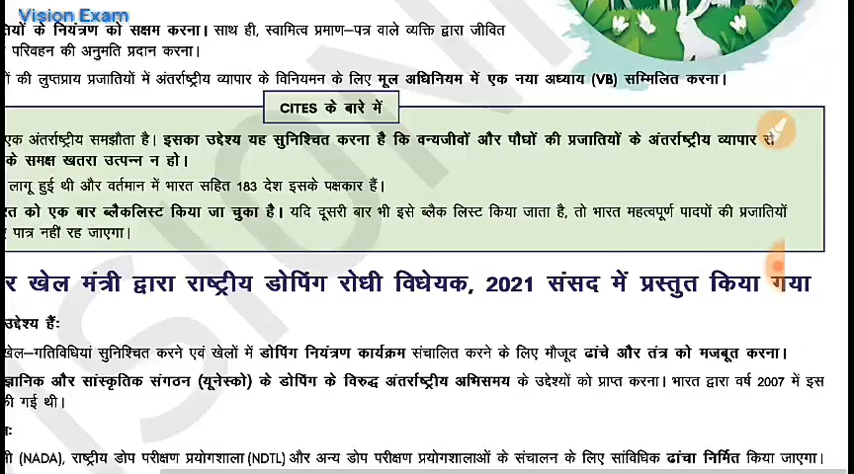 Vision Exam
तियों के नियंत्रण को सक्षम करना। साथ ही, स्वामित्व प्रमाण–पत्र वाले व्यक्ति द्वारा जीवित
परिवहन की अनुमति प्रदान करना।
ों की लुप्तप्राय प्रजातियों में अंतर्राष्ट्रीय व्यापार के विनियमन के लिए मूल अधिनियम में एक नया अध्याय (VB) सम्मिलित करना।
CITES के बारे में
एक अंतर्राष्ट्रीय समझौता है। इसका उद्देश्य यह सुनिश्चित करना है कि वन्यजीवों और पौधों की प्रजातियों के अंतर्राष्ट्रीय व्यापार से
के समक्ष खतरा उत्पन्न न हो।
लागू हुई थी और वर्तमान में भारत सहित 183 देश इसके पक्षकार हैं।
रत को एक बार ब्लैकलिस्ट किया जा चुका है। यदि दूसरी बार भी इसे ब्लैक लिस्ट किया जाता है, तो भारत महत्वपूर्ण पादपों की प्रजातियों
पात्र नहीं रह जाएगा।
र खेल मंत्री द्वारा राष्ट्रीय डोपिंग रोधी विधेयक, 2021 संसद में प्रस्तुत किया गया
उद्देश्य हैंः
खेल–गतिविधियां सुनिश्चित करने एवं खेलों में डोपिंग नियंत्रण कार्यक्रम संचालित करने के लिए मौजूद ढांचे और तंत्र को मजबूत करना।
ज्ञानिक और सांस्कृतिक संगठन (यूनेस्को) के डोपिंग के विरुद्ध अंतर्राष्ट्रीय अभिसमय के उद्देश्यों को प्राप्त करना। भारत द्वारा वर्ष 2007 में इस
की गई थी।
ी (NADA), राष्ट्रीय डोप परीक्षण प्रयोगशाला (NDTL) और अन्य डोप परीक्षण प्रयोगशालाओं के संचालन के लिए सांविधिक ढांचा निर्मित किया जाएगा।